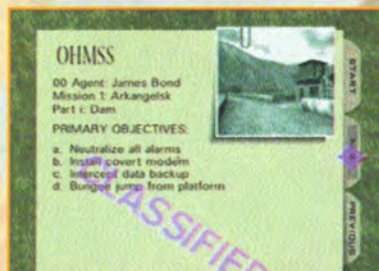 OHMSS
00 Agent: James Bond
Mission 1: Arkangelsk
Part i: Dam
PRIMARY OBJECTIVES:
a. Neutralize all alarms
b. Install covert modem
c. Intercept data backup
d. Bungee jump from platform
CLASSIFIED
START
PREVIOUS